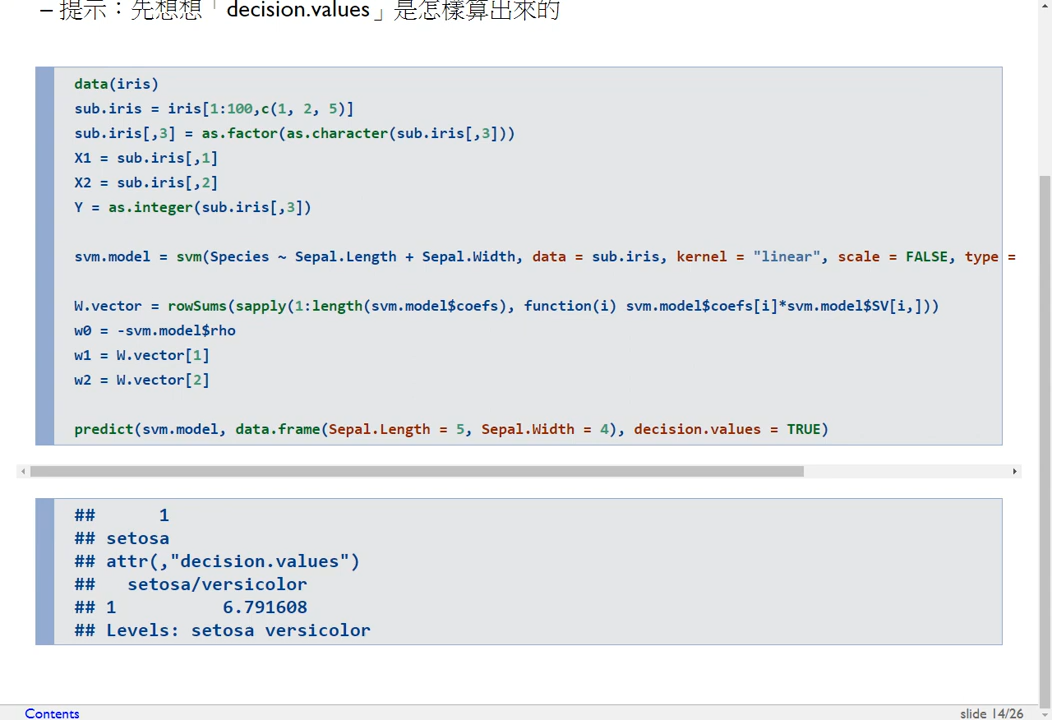 – 提示：先想想「decision.values」是怎樣算出來的
data(iris)
sub.iris = iris[1:100,c(1, 2, 5)]
sub.iris[,3] = as.factor(as.character(sub.iris[,3]))
X1 = sub.iris[,1]
X2 = sub.iris[,2]
Y = as.integer(sub.iris[,3])
svm.model = svm(Species ~ Sepal.Length + Sepal.Width, data = sub.iris, kernel = "linear", scale = FALSE, type =
W.vector = rowSums(sapply(1:length(svm.model$coefs), function(i) svm.model$coefs[i]*svm.model$SV[i,]))
w0 = -svm.model$rho
w1 = W.vector[1]
w2 = W.vector[2]
predict(svm.model, data.frame(Sepal.Length = 5, Sepal.Width = 4), decision.values = TRUE)
##      1
## setosa
## attr(,"decision.values")
##   setosa/versicolor
## 1          6.791608
## Levels: setosa versicolor
Contents
slide 14/26